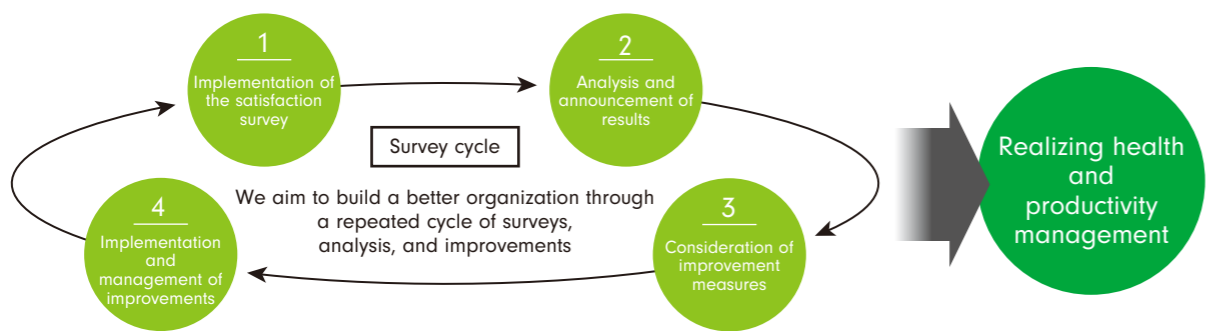 1
Implementation of
the satisfaction
survey
2
Analysis and
announcement of
results
Survey cycle
We aim to build a better organization through
a repeated cycle of surveys,
analysis, and improvements
3
Consideration of
improvement
measures
4
Implementation
and
management of
improvements
Realizing health
and
productivity
management